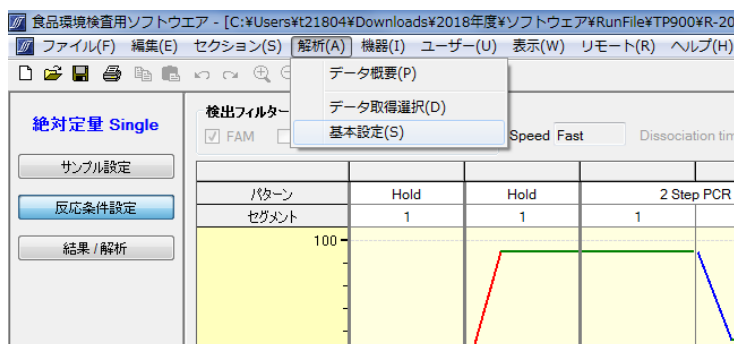 食品環境検査用ソフトウエア - [C:¥Users¥t21804¥Downloads¥2018年度¥ソフトウェア¥RunFile¥TP900¥R-20
ファイル(F) 編集(E) セクション(S) 解析(A) 機器(I) ユーザー(U) 表示(W) リモート(R) ヘルプ(H)
データ概要(P)
データ取得選択(D)
基本設定(S)
絶対定量 Single
検出フィルター
FAM
Speed Fast
Dissociation tim
サンプル設定
反応条件設定
結果 / 解析
パターン Hold Hold 2 Step PCR
セグメント 1 1 1
100